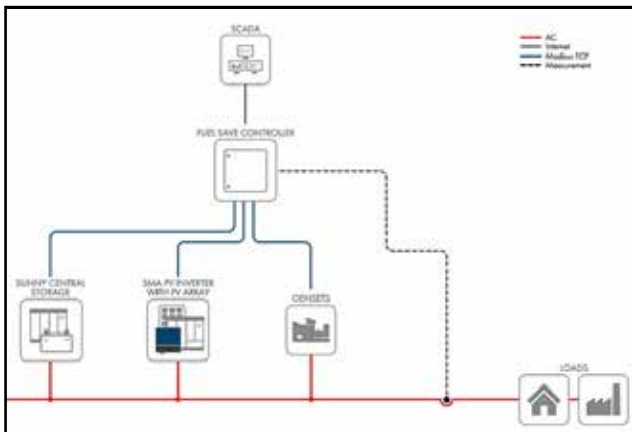 SCADA
AC
Internet
Modbus TCP
Measurement
FUEL SAVE CONTROLLER
SUNNY CENTRAL
STORAGE
SMA PV INVERTER
WITH PV ARRAY
GENSETS
LOADS